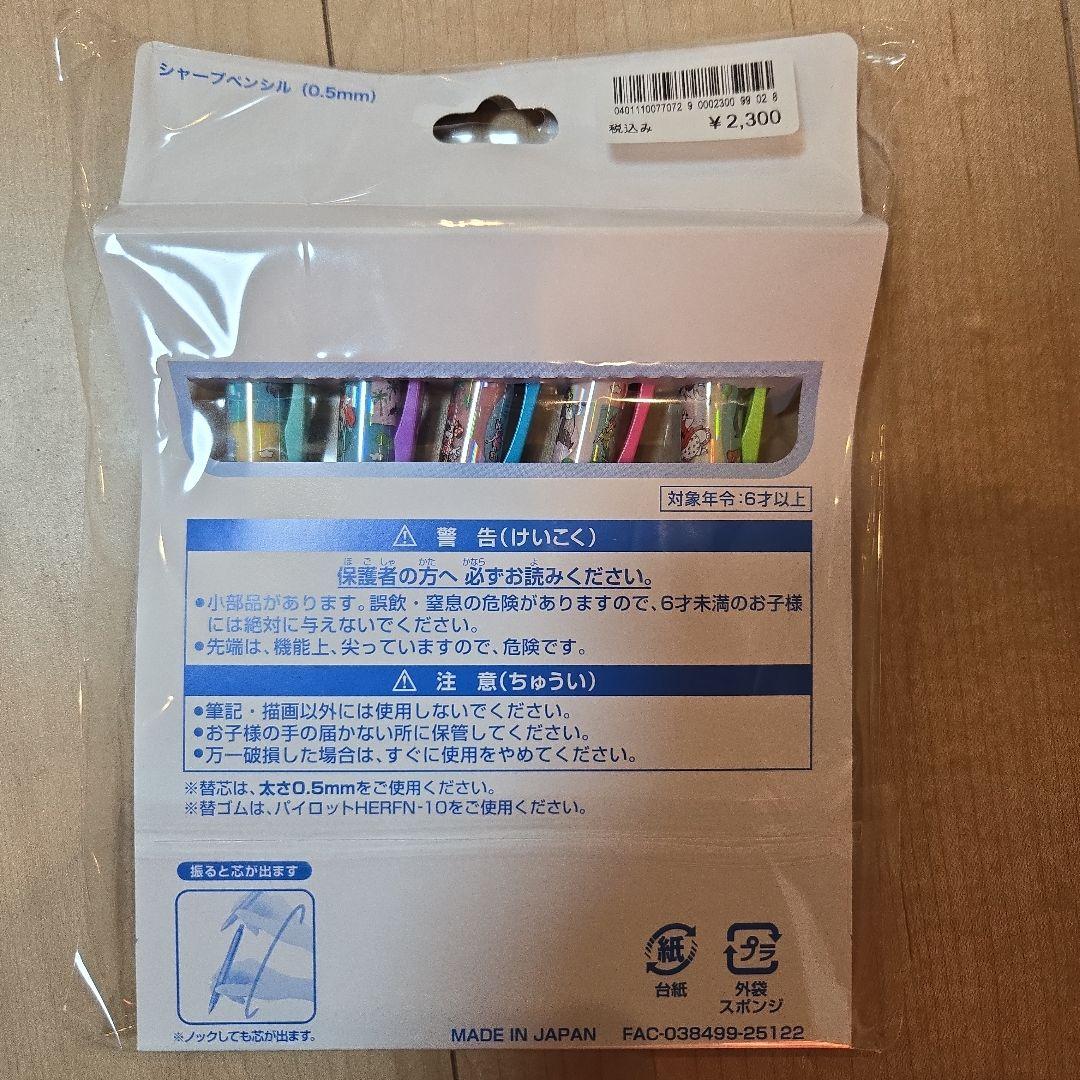 シャープペンシル（0.5mm）
0401110077072 9 0002300 99 02 8
税込み ¥2,300
対象年令：6才以上
⚠ 警 告（けいこく）
ほごしゃ かた かなら よ
保護者の方へ 必ずお読みください。
●小部品があります。誤飲・窒息の危険がありますので、6才未満のお子様
には絶対に与えないでください。
●先端は、機能上、尖っていますので、危険です。
⚠ 注 意（ちゅうい）
●筆記・描画以外には使用しないでください。
●お子様の手の届かない所に保管してください。
●万一破損した場合は、すぐに使用をやめてください。
※替芯は、太さ0.5mmをご使用ください。
※替ゴムは、パイロットHERFN-10をご使用ください。
振ると芯が出ます
※ノックしても芯が出ます。
紙
台紙
プラ
外袋
スポンジ
MADE IN JAPAN FAC-038499-25122